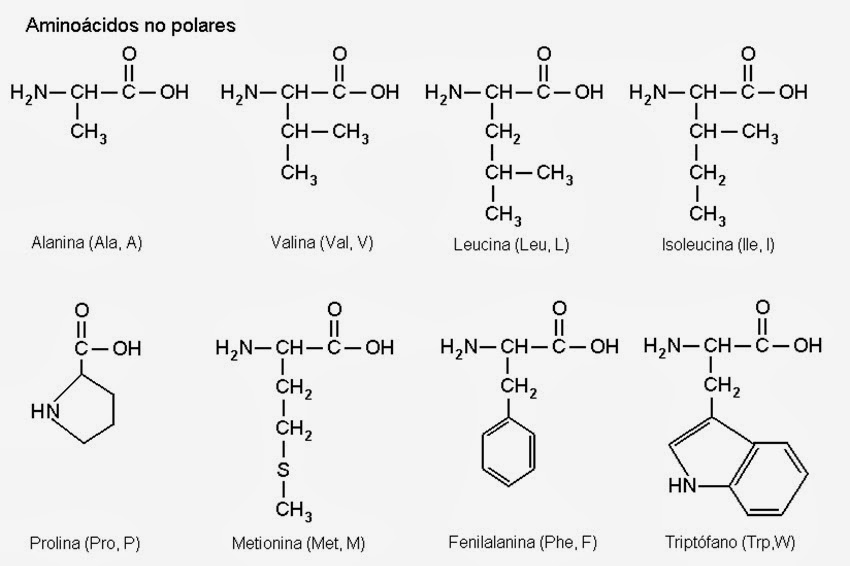 Aminoácidos no polares
O O O O
H₂N—CH—C—OH H₂N—CH—C—OH H₂N—CH—C—OH H₂N—CH—C—OH
CH₃ CH—CH₃ CH₂ CH—CH₃
CH₃ CH—CH₃ CH₂
CH₃ CH₃
Alanina (Ala, A) Valina (Val, V) Leucina (Leu, L) Isoleucina (Ile, I)
O O O O
C—OH H₂N—CH—C—OH H₂N—CH—C—OH H₂N—CH—C—OH
CH₂ CH₂ CH₂
HN CH₂
S HN
CH₃
Prolina (Pro, P) Metionina (Met, M) Fenilalanina (Phe, F) Triptófano (Trp,W)